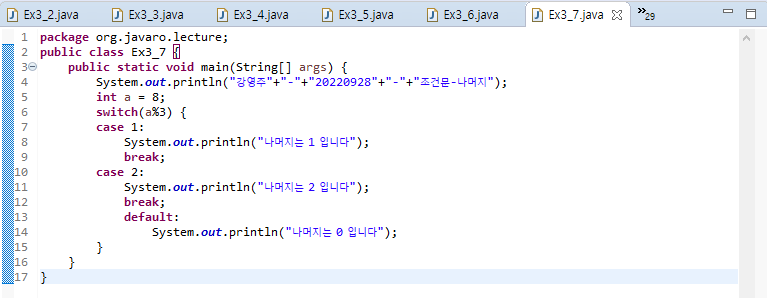 Ex3_2.java Ex3_3.java Ex3_4.java Ex3_5.java Ex3_6.java Ex3_7.java »29
1 package org.javaro.lecture;
2 public class Ex3_7 {
3 public static void main(String[] args) {
4 System.out.println("강영주"+"-"+"20220928"+"-"+"조건문-나머지");
5 int a = 8;
6 switch(a%3) {
7 case 1:
8 System.out.println("나머지는 1 입니다");
9 break;
10 case 2:
11 System.out.println("나머지는 2 입니다");
12 break;
13 default:
14 System.out.println("나머지는 0 입니다");
15 }
16 }
17 }